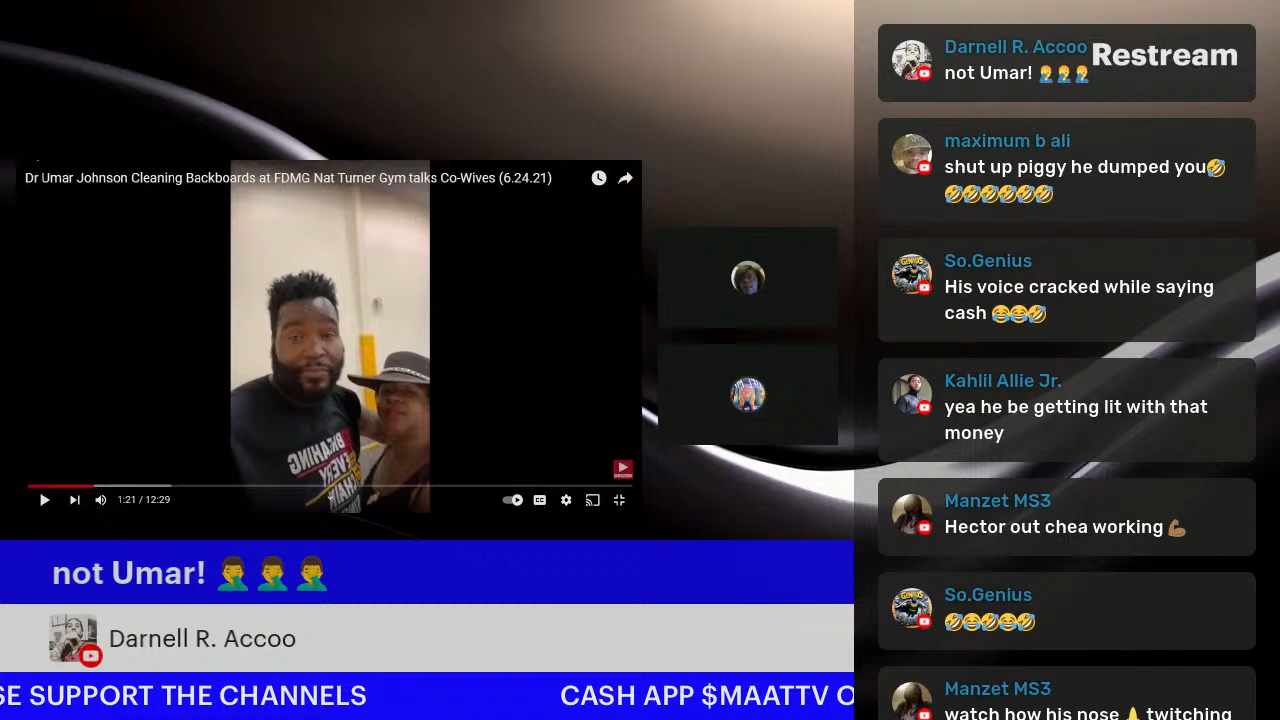 Dr Umar Johnson Cleaning Backboards at FDMG Nat Turner Gym talks Co-Wives (6.24.21)
BREAKING
EVERY
CHAIN
1:21 / 12:29
not Umar! 🤦‍♂️🤦‍♂️🤦‍♂️
Darnell R. Accoo
SE SUPPORT THE CHANNELS
CASH APP $MAATTV O
Restream
Darnell R. Accoo
not Umar! 🤦‍♂️🤦‍♂️🤦‍♂️
maximum b ali
shut up piggy he dumped you🤣
🤣🤣🤣🤣🤣🤣
So.Genius
His voice cracked while saying
cash 😂😂🤣
Kahlil Allie Jr.
yea he be getting lit with that
money
Manzet MS3
Hector out chea working 💪🏾
So.Genius
🤣😂🤣😂🤣
Manzet MS3
watch how his nose 👃 twitching